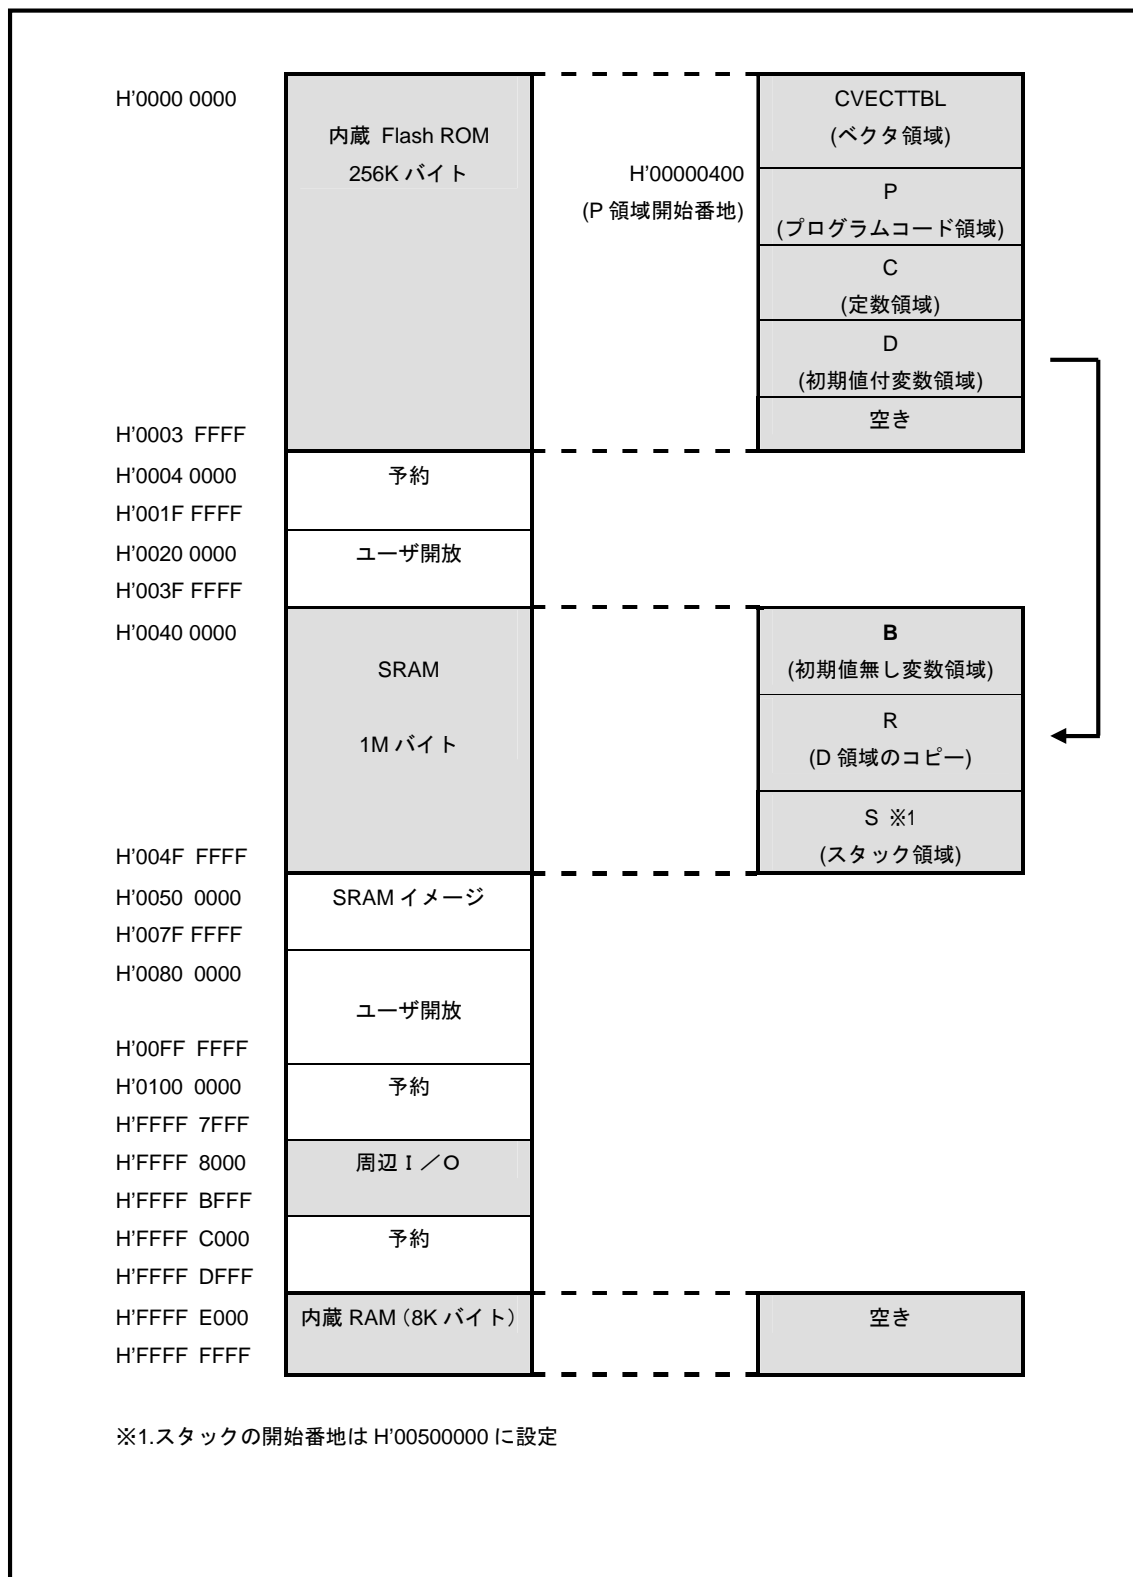 H'0000 0000
内蔵 Flash ROM
256K バイト
H'00000400
(P 領域開始番地)
CVECTTBL
(ベクタ領域)
P
(プログラムコード領域)
C
(定数領域)
D
(初期値付変数領域)
空き
H'0003 FFFF
H'0004 0000
予約
H'001F FFFF
H'0020 0000
ユーザ開放
H'003F FFFF
H'0040 0000
SRAM
1M バイト
B
(初期値無し変数領域)
R
(D 領域のコピー)
S ※1
(スタック領域)
H'004F FFFF
H'0050 0000
SRAM イメージ
H'007F FFFF
H'0080 0000
ユーザ開放
H'00FF FFFF
H'0100 0000
予約
H'FFFF 7FFF
H'FFFF 8000
周辺 I/O
H'FFFF BFFF
H'FFFF C000
予約
H'FFFF DFFF
H'FFFF E000
内蔵 RAM (8K バイト)
空き
H'FFFF FFFF
※1.スタックの開始番地は H'00500000 に設定